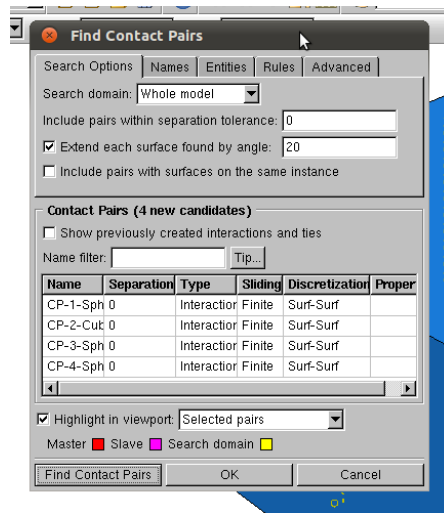 Find Contact Pairs
Search Options Names Entities Rules Advanced
Search domain: Whole model
Include pairs within separation tolerance: 0
Extend each surface found by angle: 20
Include pairs with surfaces on the same instance
Contact Pairs (4 new candidates)
Show previously created interactions and ties
Name filter: Tip...
Name Separation Type Sliding Discretization Proper
CP-1-Sph 0 Interaction Finite Surf-Surf
CP-2-Cub 0 Interaction Finite Surf-Surf
CP-3-Sph 0 Interaction Finite Surf-Surf
CP-4-Sph 0 Interaction Finite Surf-Surf
Highlight in viewport: Selected pairs
Master Slave Search domain
Find Contact Pairs OK Cancel